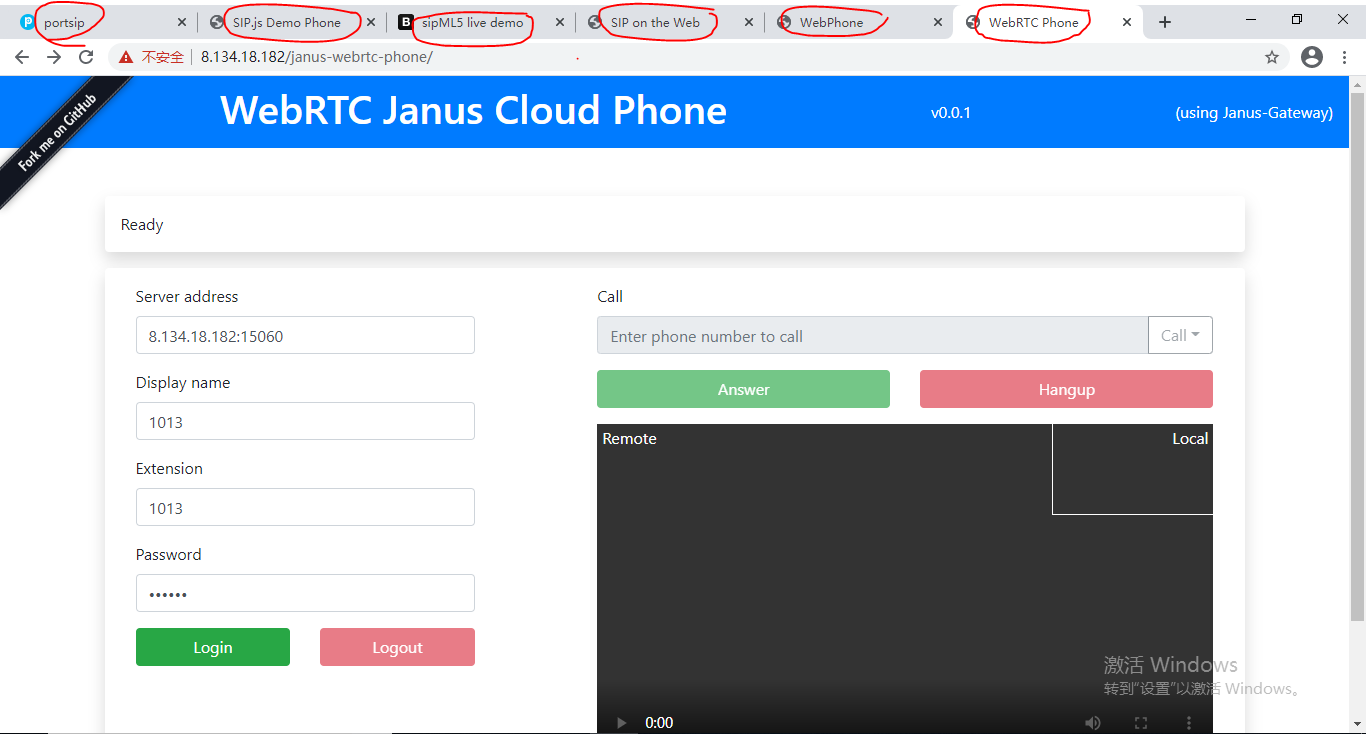 portsip
SIP.js Demo Phone
sipML5 live demo
SIP on the Web
WebPhone
WebRTC Phone
不安全
8.134.18.182/janus-webrtc-phone/
Fork me on GitHub
WebRTC Janus Cloud Phone
v0.0.1
(using Janus-Gateway)
Ready
Server address
8.134.18.182:15060
Display name
1013
Extension
1013
Password
••••••
Login
Logout
Call
Enter phone number to call
Call
Answer
Hangup
Remote
Local
0:00
激活 Windows
转到"设置"以激活 Windows。